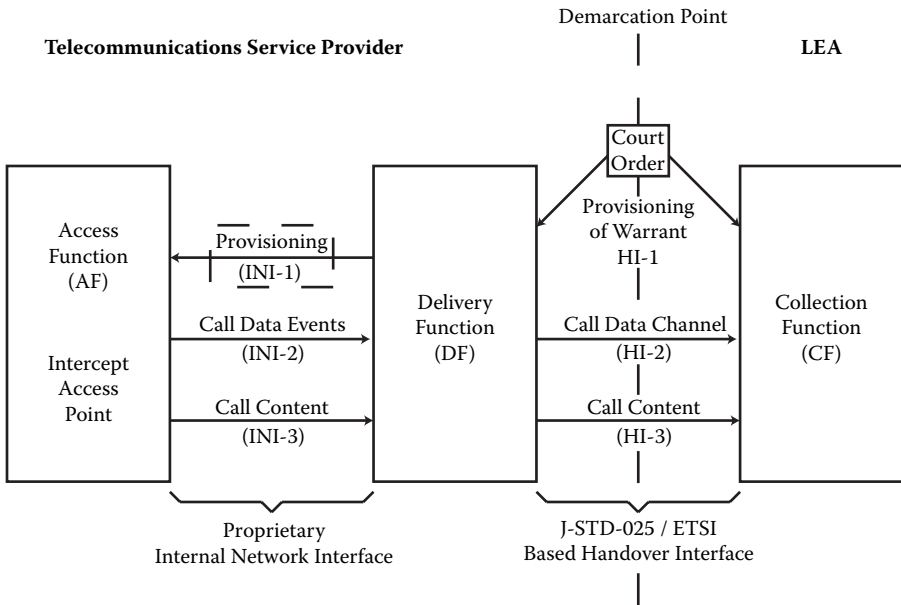 Demarcation Point
Telecommunications Service Provider
LEA
Court
Order
Access
Function
(AF)
Intercept
Access
Point
Provisioning
(INI-1)
Call Data Events
(INI-2)
Call Content
(INI-3)
Delivery
Function
(DF)
Provisioning
of Warrant
HI-1
Call Data Channel
(HI-2)
Call Content
(HI-3)
Collection
Function
(CF)
Proprietary
Internal Network Interface
J-STD-025 / ETSI
Based Handover Interface